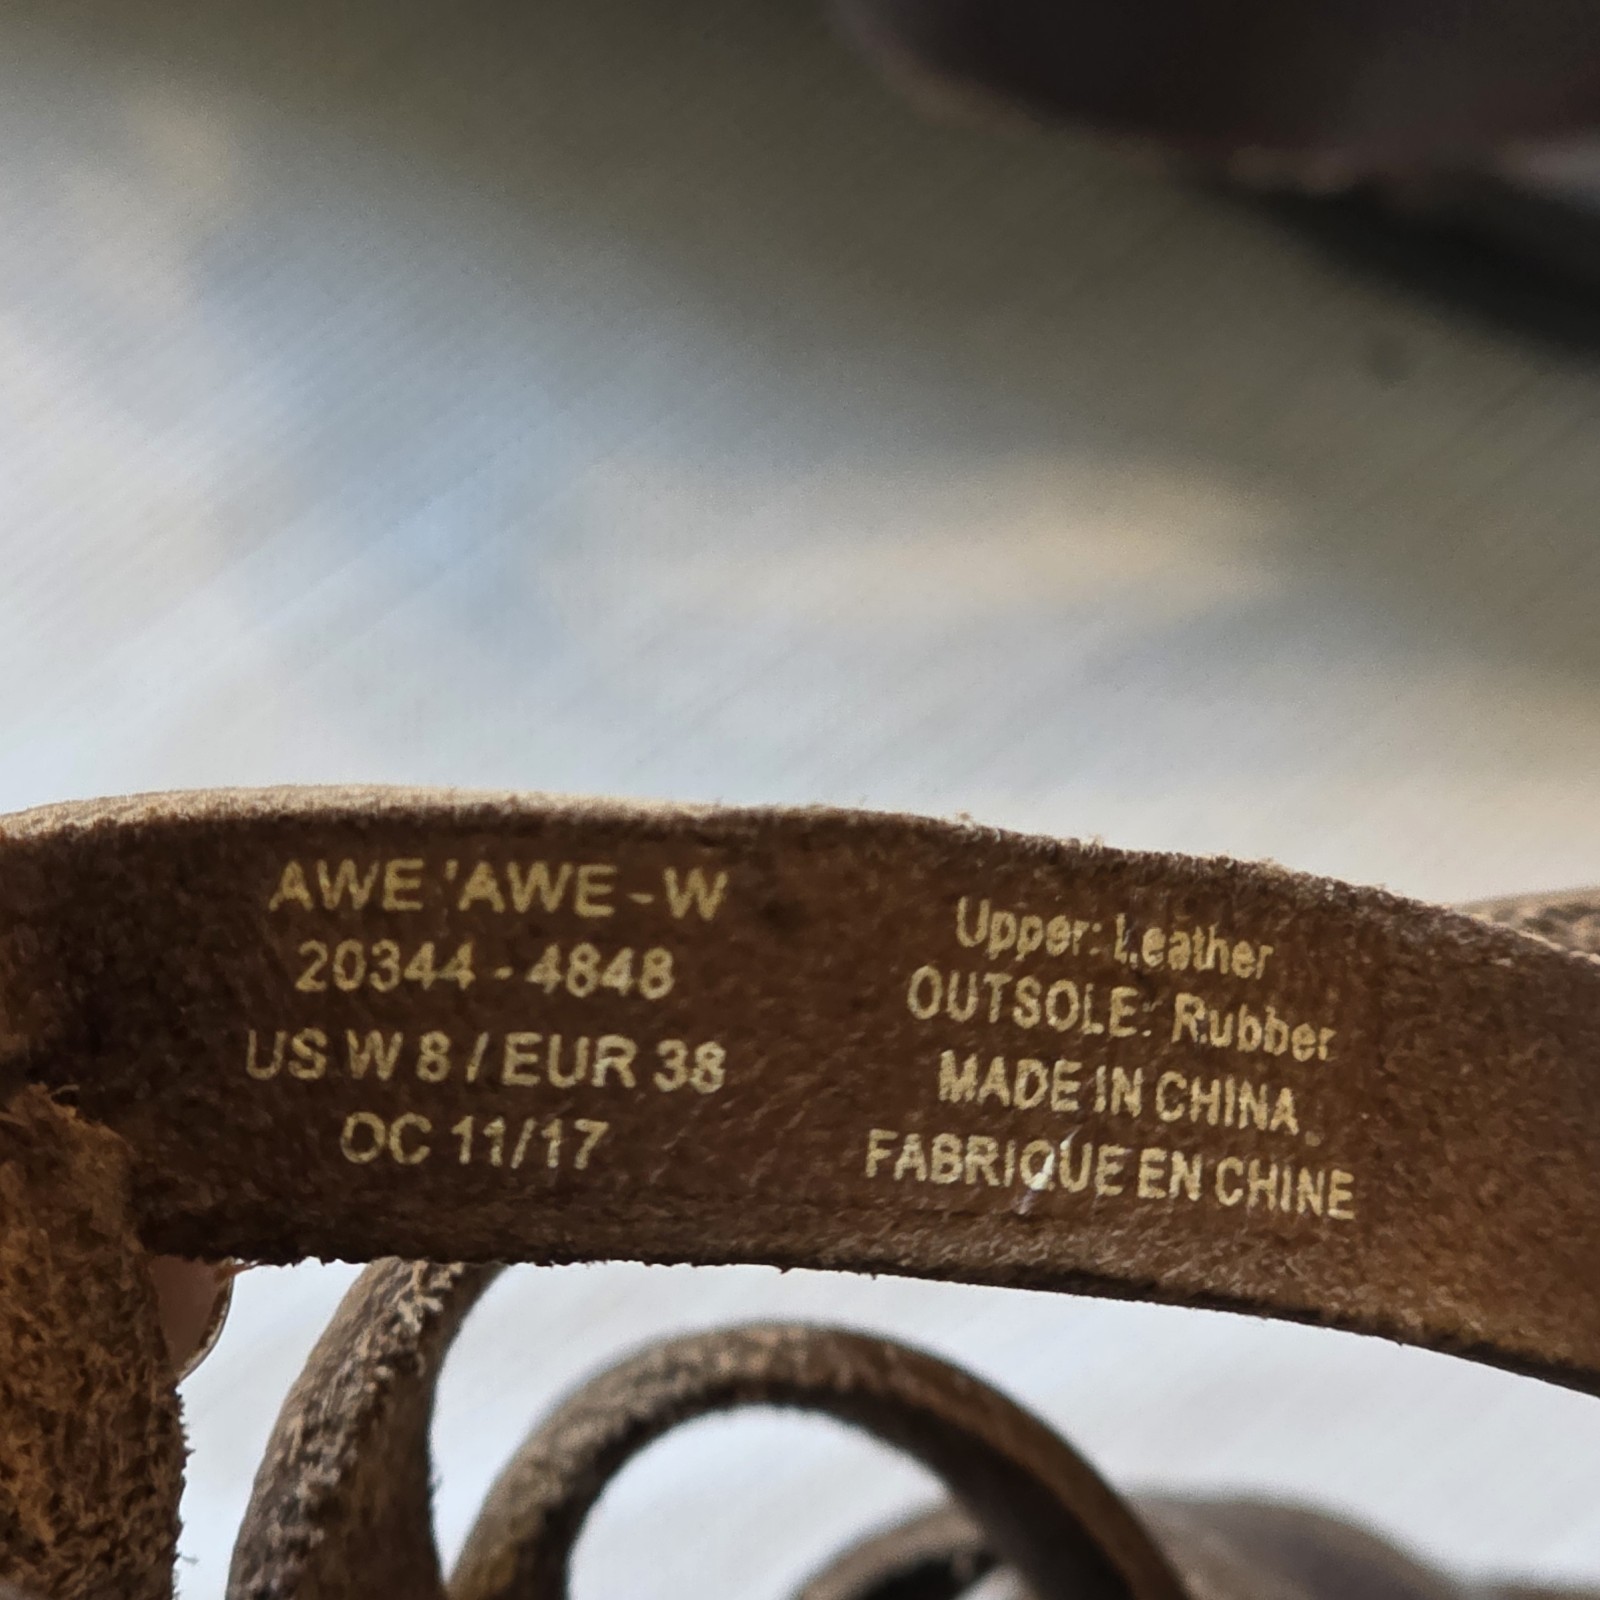 AWE 'AWE - W
20344 - 4848
US W 8 / EUR 38
OC 11/17
Upper: Leather
OUTSOLE: Rubber
MADE IN CHINA
FABRIQUE EN CHINE